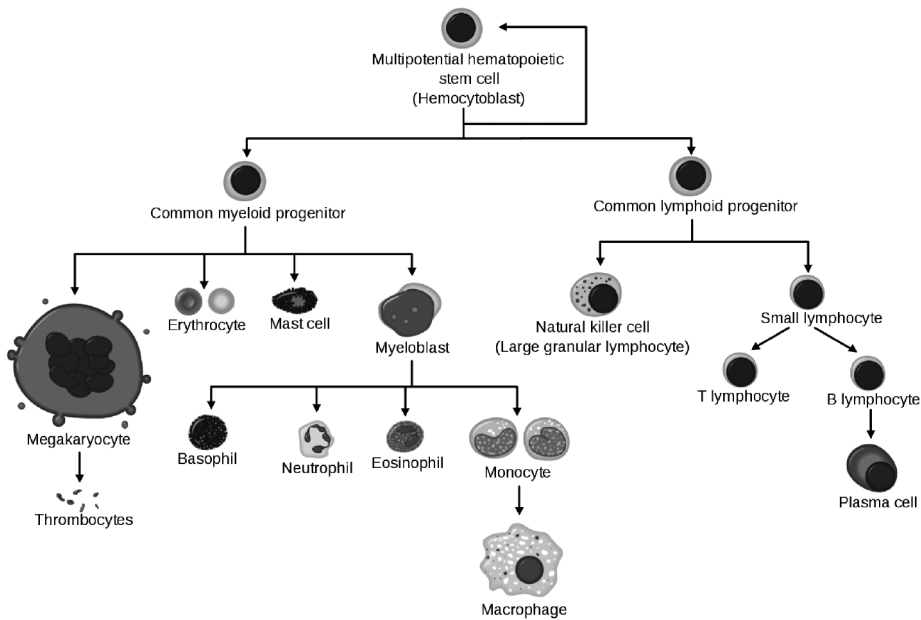 Multipotential hematopoietic
stem cell
(Hemocytoblast)
Common myeloid progenitor
Common lymphoid progenitor
Erythrocyte
Mast cell
Myeloblast
Natural killer cell
(Large granular lymphocyte)
Small lymphocyte
T lymphocyte
B lymphocyte
Megakaryocyte
Basophil
Neutrophil
Eosinophil
Monocyte
Plasma cell
Thrombocytes
Macrophage